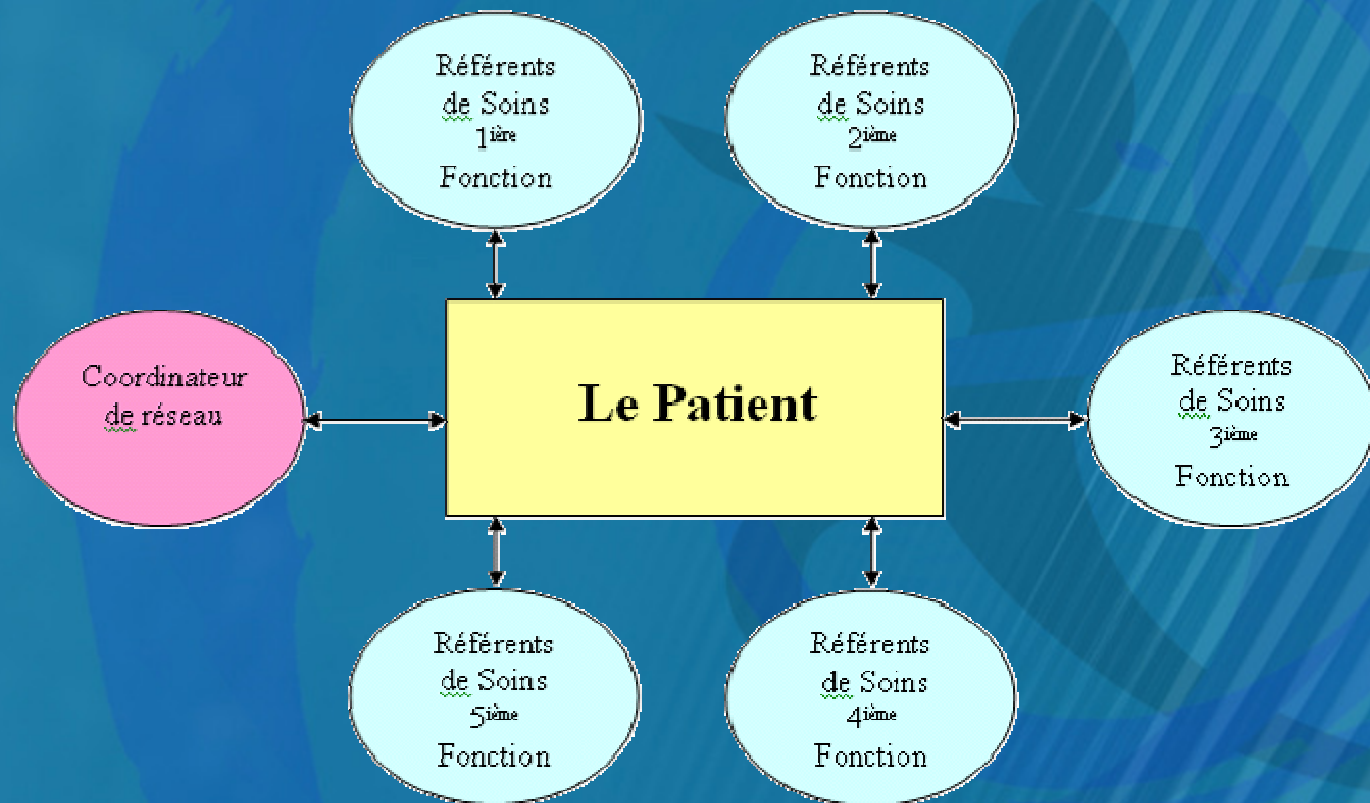 Référents
de Soins
1ière
Fonction
Référents
de Soins
2ième
Fonction
Coordinateur
de réseau
Le Patient
Référents
de Soins
3ième
Fonction
Référents
de Soins
5ième
Fonction
Référents
de Soins
4ième
Fonction